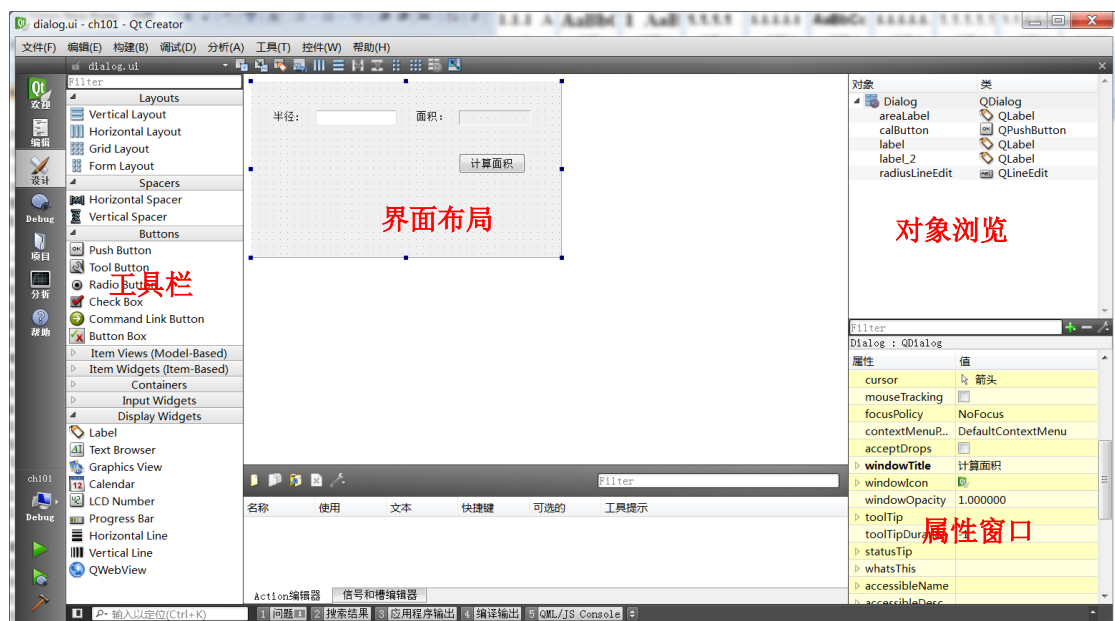 dialog.ui - ch101 - Qt Creator
文件(F) 编辑(E) 构建(B) 调试(D) 分析(A) 工具(T) 控件(W) 帮助(H)
dialog.ui
欢迎
编辑
设计
Debug
项目
分析
帮助
ch101
Debug
Filter
Layouts
Vertical Layout
Horizontal Layout
Grid Layout
Form Layout
Spacers
Horizontal Spacer
Vertical Spacer
Buttons
Push Button
Tool Button
Radio Button
工具栏
Check Box
Command Link Button
Button Box
Item Views (Model-Based)
Item Widgets (Item-Based)
Containers
Input Widgets
Display Widgets
Label
Text Browser
Graphics View
Calendar
LCD Number
Progress Bar
Horizontal Line
Vertical Line
QWebView
半径: 面积:
计算面积
界面布局
Filter
名称 使用 文本 快捷键 可选的 工具提示
Action编辑器 信号和槽编辑器
对象 类
Dialog QDialog
areaLabel QLabel
calButton QPushButton
label QLabel
label_2 QLabel
radiusLineEdit QLineEdit
对象浏览
Filter
Dialog : QDialog
属性 值
cursor 箭头
mouseTracking
focusPolicy NoFocus
contextMenuP... DefaultContextMenu
acceptDrops
windowTitle 计算面积
windowIcon
windowOpacity 1.000000
toolTip
属性窗口
toolTipDura -1
statusTip
whatsThis
accessibleName
accessibleDesc
输入以定位(Ctrl+K) 1 问题 1 2 搜索结果 3 应用程序输出 4 编译输出 5 QML/JS Console